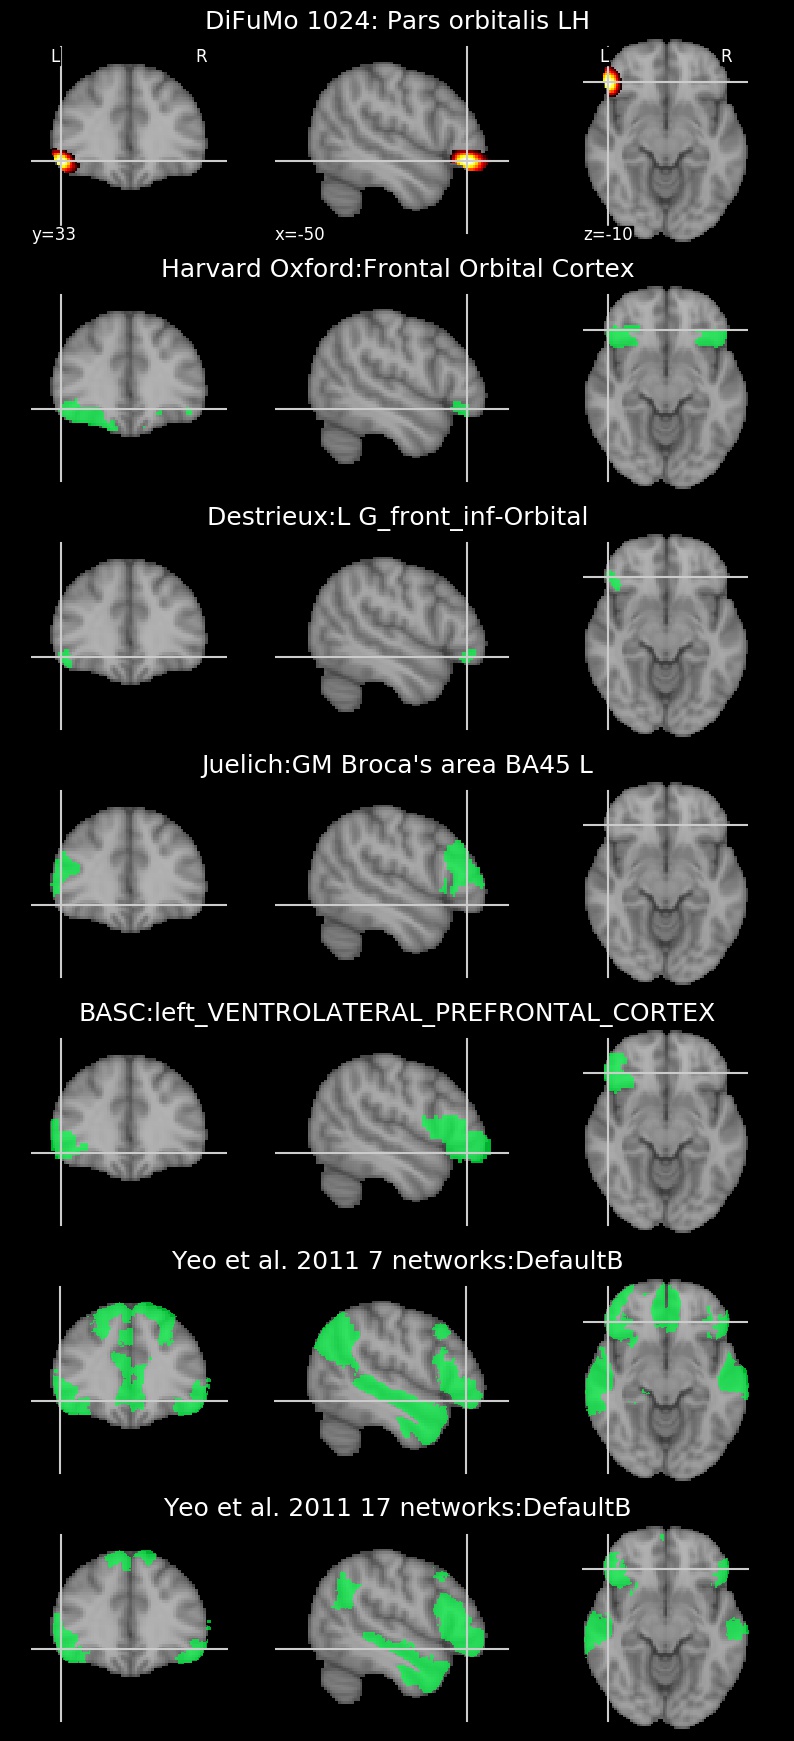 DiFuMo 1024: Pars orbitalis LH
L R L R
y=33 x=-50 z=-10
Harvard Oxford:Frontal Orbital Cortex
Destrieux:L G_front_inf-Orbital
Juelich:GM Broca's area BA45 L
BASC:left_VENTROLATERAL_PREFRONTAL_CORTEX
Yeo et al. 2011 7 networks:DefaultB
Yeo et al. 2011 17 networks:DefaultB